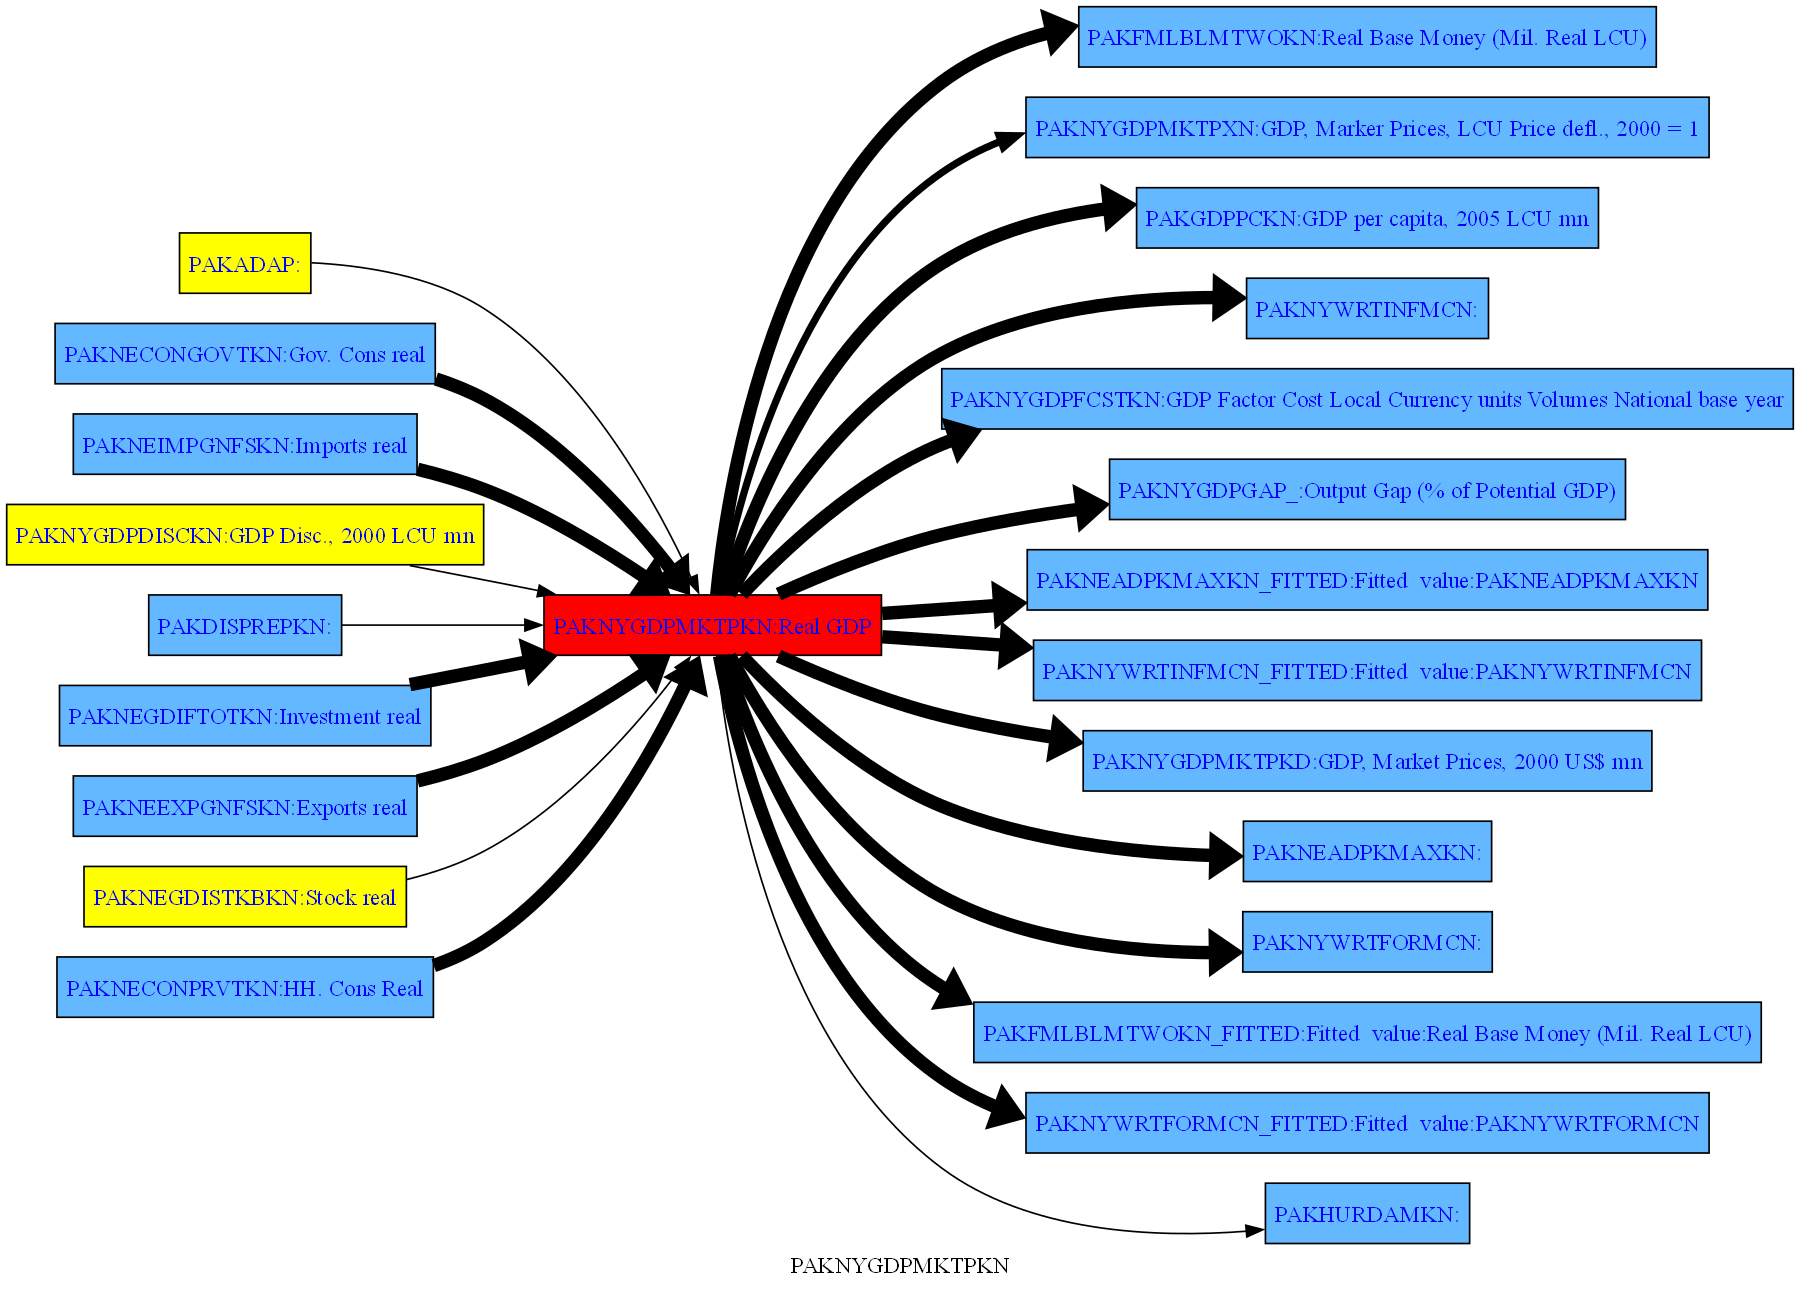 PAKFMLBLMTWOKN:Real Base Money (Mil. Real LCU)
PAKNYGDPMKTPXN:GDP, Marker Prices, LCU Price defl., 2000 = 1
PAKGDPPCKN:GDP per capita, 2005 LCU mn
PAKADAP:
PAKNYWRTINFMCN:
PAKNECONGOVTKN:Gov. Cons real
PAKNYGDPFCSTKN:GDP Factor Cost Local Currency units Volumes National base year
PAKNEIMPGNFSKN:Imports real
PAKNYGDPGAP_:Output Gap (% of Potential GDP)
PAKNYGDPDISCKN:GDP Disc., 2000 LCU mn
PAKNEADPKMAXKN_FITTED:Fitted  value:PAKNEADPKMAXKN
PAKDISPREPKN:
PAKNYGDPMKTPKN:Real GDP
PAKNYWRTINFMCN_FITTED:Fitted  value:PAKNYWRTINFMCN
PAKNEGDIFTOTKN:Investment real
PAKNYGDPMKTPKD:GDP, Market Prices, 2000 US$ mn
PAKNEEXPGNFSKN:Exports real
PAKNEADPKMAXKN:
PAKNEGDISTKBKN:Stock real
PAKNYWRTFORMCN:
PAKNECONPRVTKN:HH. Cons Real
PAKFMLBLMTWOKN_FITTED:Fitted  value:Real Base Money (Mil. Real LCU)
PAKNYWRTFORMCN_FITTED:Fitted  value:PAKNYWRTFORMCN
PAKHURDAMKN:
PAKNYGDPMKTPKN